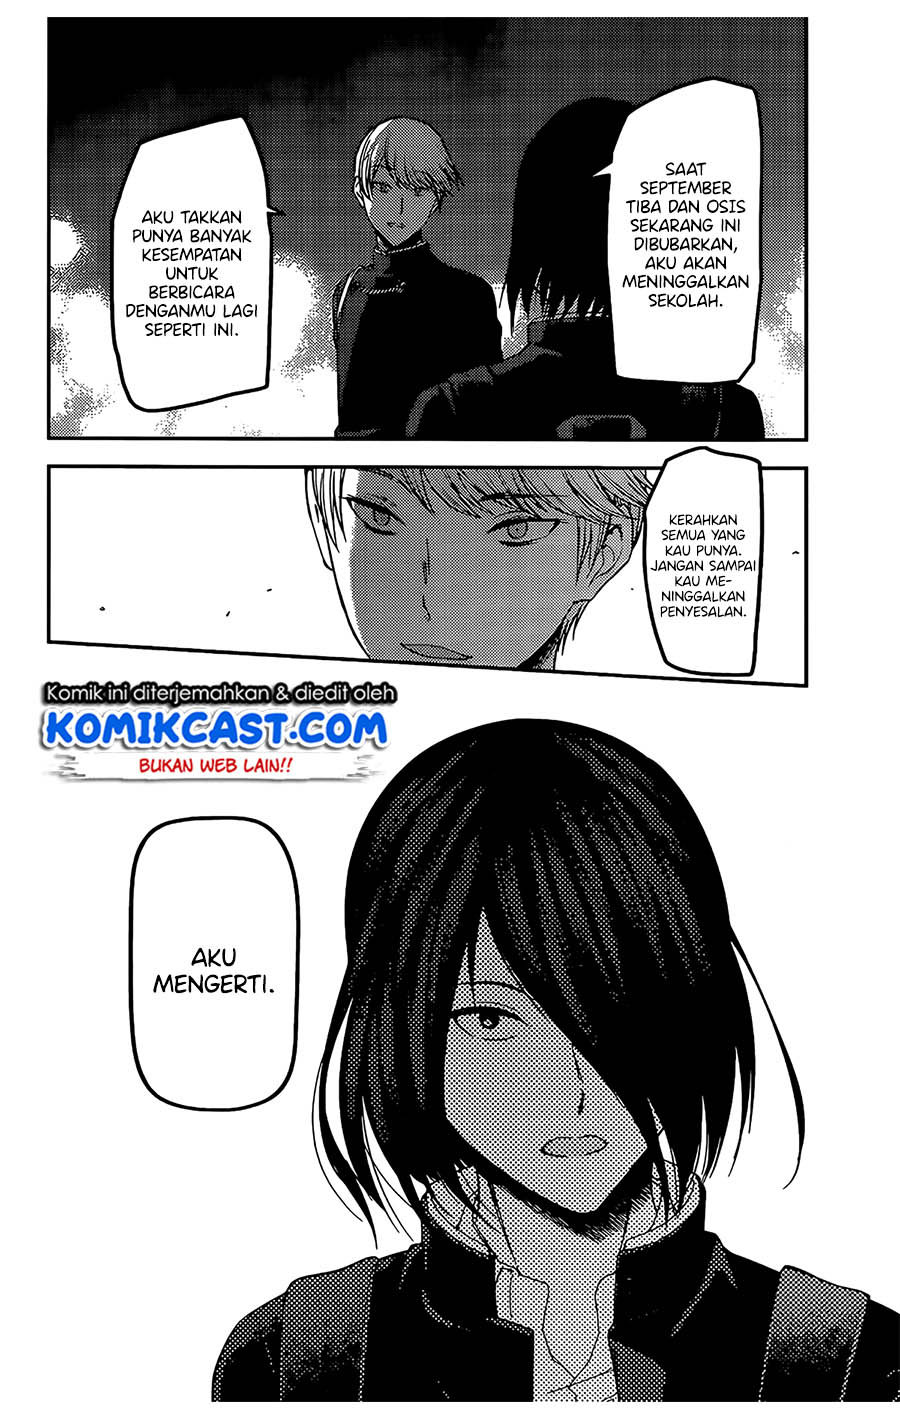 SAAT
SEPTEMBER
TIBA DAN OSIS
SEKARANG INI
DIBUBARKAN,
AKU AKAN
MENINGGALKAN
SEKOLAH.
AKU TAKKAN
PUNYA BANYAK
KESEMPATAN
UNTUK
BERBICARA
DENGANMU LAGI
SEPERTI INI.
KERAHKAN
SEMUA YANG
KAU PUNYA.
JANGAN SAMPAI
KAU ME-
NINGGALKAN
PENYESALAN.
Komik ini diterjemahkan & diedit oleh
KOMIKCAST.COM
BUKAN WEB LAIN!!
AKU
MENGERTI.